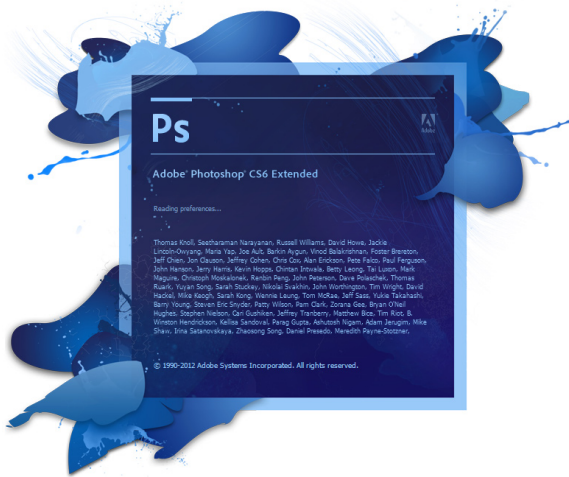 Ps
Adobe
Adobe® Photoshop® CS6 Extended
Reading preferences...
Thomas Knoll, Seetharaman Narayanan, Russell Williams, David Howe, Jackie
Lincoln-Owyang, Maria Yap, Joe Ault, Barkin Aygun, Vinod Balakrishnan, Foster Brereton,
Jeff Chien, Jon Clauson, Jeffrey Cohen, Chris Cox, Alan Erickson, Pete Falco, Paul Ferguson,
John Hanson, Jerry Harris, Kevin Hopps, Chintan Intwala, Betty Leong, Tai Luxon, Mark
Maguire, Christoph Moskalonek, Renbin Peng, John Peterson, Dave Polaschek, Thomas
Ruark, Yuyan Song, Sarah Stuckey, Nikolai Svakhin, John Worthington, Tim Wright, David
Hackel, Mike Keogh, Sarah Kong, Wennie Leung, Tom McRae, Jeff Sass, Yukie Takahashi,
Barry Young, Steven Eric Snyder, Patty Wilson, Pam Clark, Zorana Gee, Bryan O'Neil
Hughes, Stephen Nielson, Cari Gushiken, Jeffrey Tranberry, Matthew Bice, Tim Riot, B.
Winston Hendrickson, Kellisa Sandoval, Parag Gupta, Ashutosh Nigam, Adam Jerugim, Mike
Shaw, Irina Satanovskaya, Zhaosong Song, Daniel Presedo, Meredith Payne-Stotzner,
© 1990-2012 Adobe Systems Incorporated. All rights reserved.